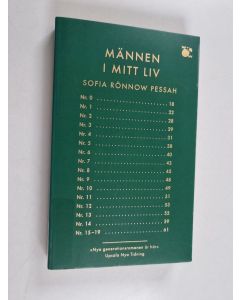 MÄNNEN
I MITT LIV
SOFIA RÖNNOW PESSAH
Nr. 0 18
Nr. 1 22
Nr. 2 28
Nr. 3 29
Nr. 4 31
Nr. 5 38
Nr. 6 40
Nr. 7 43
Nr. 8 45
Nr. 9 48
Nr. 10 49
Nr. 11 51
Nr. 12 53
Nr. 13 52
Nr. 14 59
Nr. 15–19 61
»Nya generationsromanen är här«
Upsala Nya Tidning